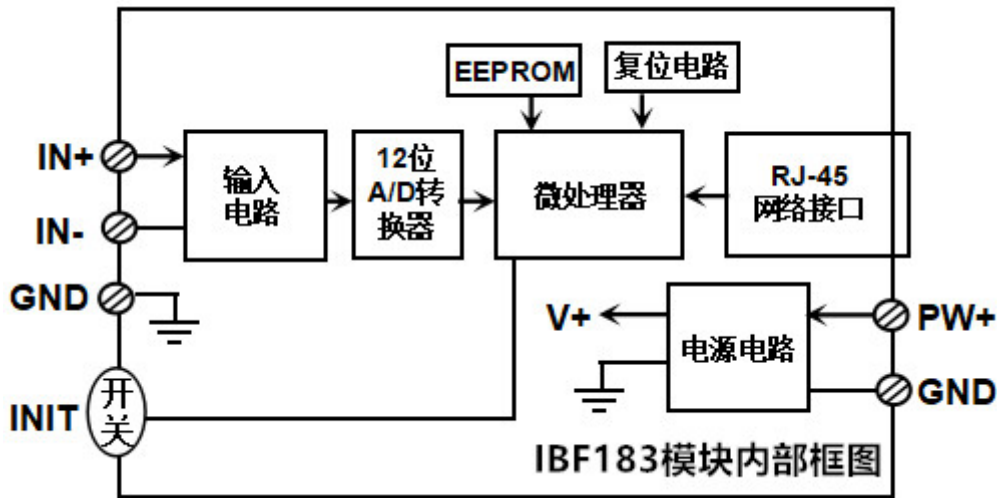 EEPROM
复位电路
IN+
IN-
GND
INIT
开
关
输入
电路
12位
A/D转
换器
微处理器
RJ-45
网络接口
V+
电源电路
PW+
GND
IBF183模块内部框图